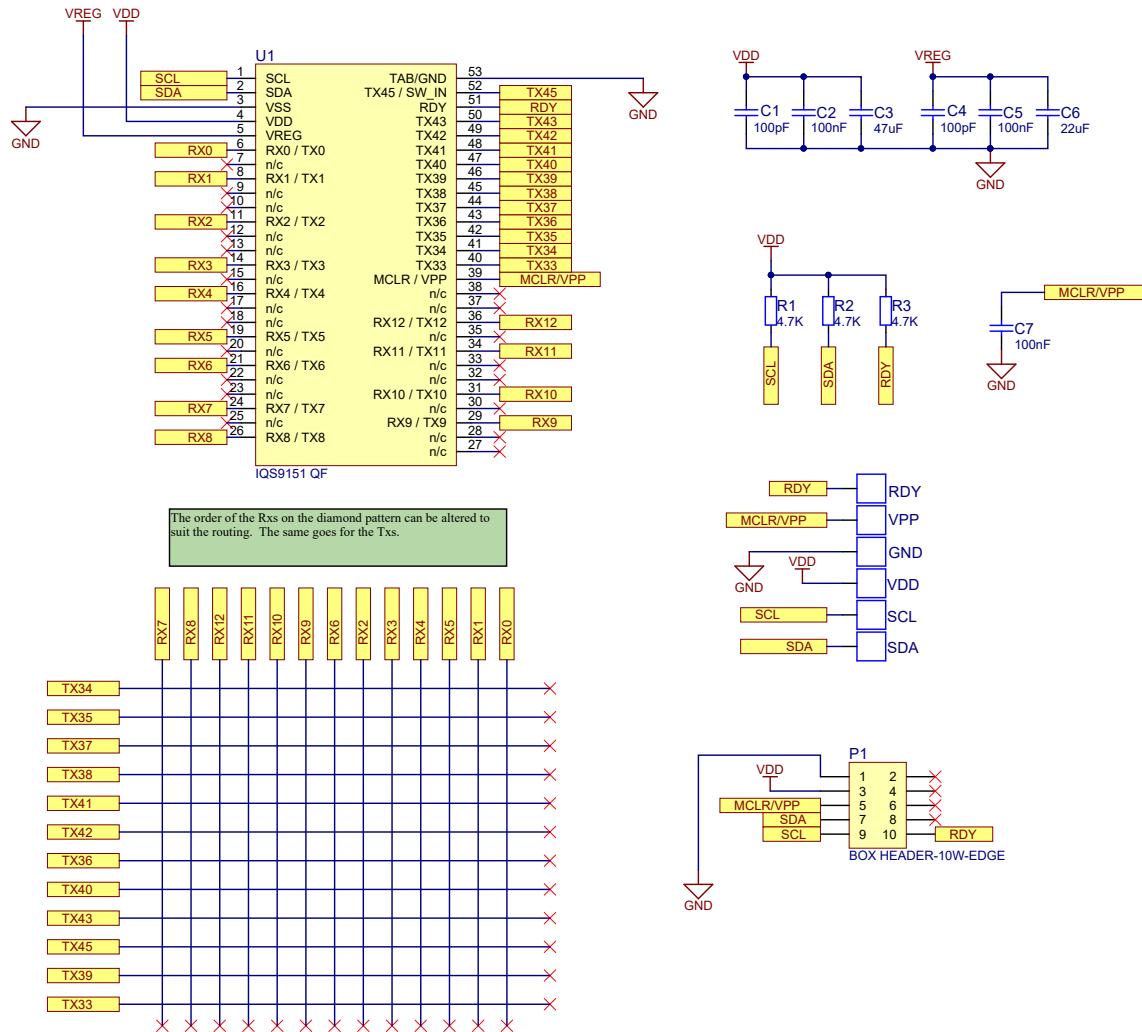 VREG VDD
U1
SCL 1 SCL TAB/GND 53
SDA 2 SDA TX45 / SW_IN 52 TX45
3 VSS RDY 51 RDY
4 VDD TX43 50 TX43
5 VREG TX42 49 TX42
RX0 6 RX0 / TX0 TX41 48 TX41
7 n/c TX40 47 TX40
RX1 8 RX1 / TX1 TX39 46 TX39
9 n/c TX38 45 TX38
10 n/c TX37 44 TX37
RX2 11 RX2 / TX2 TX36 43 TX36
12 n/c TX35 42 TX35
13 n/c TX34 41 TX34
RX3 14 RX3 / TX3 TX33 40 TX33
15 n/c MCLR / VPP 39 MCLR/VPP
RX4 16 RX4 / TX4 n/c 38
17 n/c n/c 37
18 n/c RX12 / TX12 36 RX12
RX5 19 RX5 / TX5 n/c 35
20 n/c RX11 / TX11 34 RX11
RX6 21 RX6 / TX6 n/c 33
22 n/c n/c 32
23 n/c RX10 / TX10 31 RX10
RX7 24 RX7 / TX7 n/c 30
25 n/c RX9 / TX9 29 RX9
RX8 26 RX8 / TX8 n/c 28
n/c 27
IQS9151 QF
GND
GND
VDD VREG
C1 C2 C3 C4 C5 C6
100pF 100nF 47uF 100pF 100nF 22uF
GND
VDD
R1 R2 R3
4.7K 4.7K 4.7K
SCL SDA RDY
MCLR/VPP
C7
100nF
GND
The order of the Rxs on the diamond pattern can be altered to
suit the routing. The same goes for the Txs.
RX7 RX8 RX12 RX11 RX10 RX9 RX6 RX2 RX3 RX4 RX5 RX1 RX0
TX34
TX35
TX37
TX38
TX41
TX42
TX36
TX40
TX43
TX45
TX39
TX33
RDY RDY
MCLR/VPP VPP
GND GND
VDD VDD
SCL SCL
SDA SDA
P1
1 2
VDD 3 4
MCLR/VPP 5 6
SDA 7 8
SCL 9 10 RDY
BOX HEADER-10W-EDGE
GND